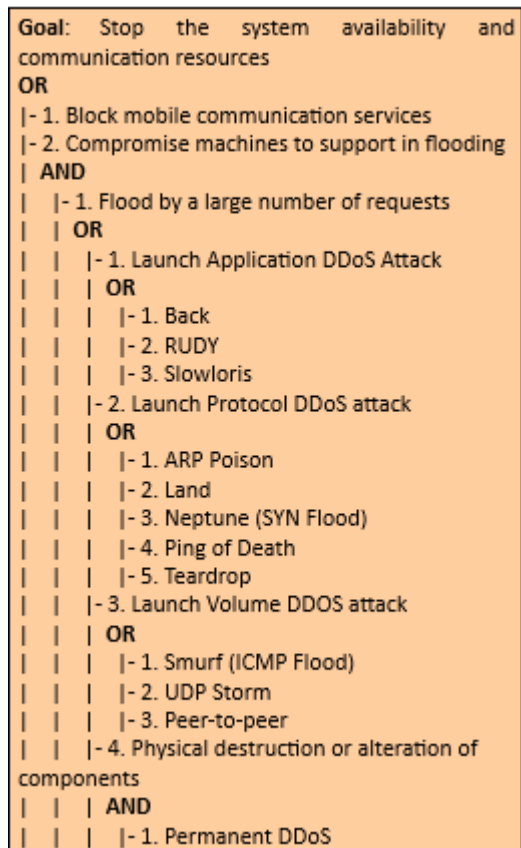 Goal: Stop the system availability and
communication resources
OR
|- 1. Block mobile communication services
|- 2. Compromise machines to support in flooding
| AND
| |- 1. Flood by a large number of requests
| | OR
| | |- 1. Launch Application DDoS Attack
| | | OR
| | | |- 1. Back
| | | |- 2. RUDY
| | | |- 3. Slowloris
| | |- 2. Launch Protocol DDoS attack
| | | OR
| | | |- 1. ARP Poison
| | | |- 2. Land
| | | |- 3. Neptune (SYN Flood)
| | | |- 4. Ping of Death
| | | |- 5. Teardrop
| | |- 3. Launch Volume DDOS attack
| | | OR
| | | |- 1. Smurf (ICMP Flood)
| | | |- 2. UDP Storm
| | | |- 3. Peer-to-peer
| | |- 4. Physical destruction or alteration of
components
| | | AND
| | | |- 1. Permanent DDoS